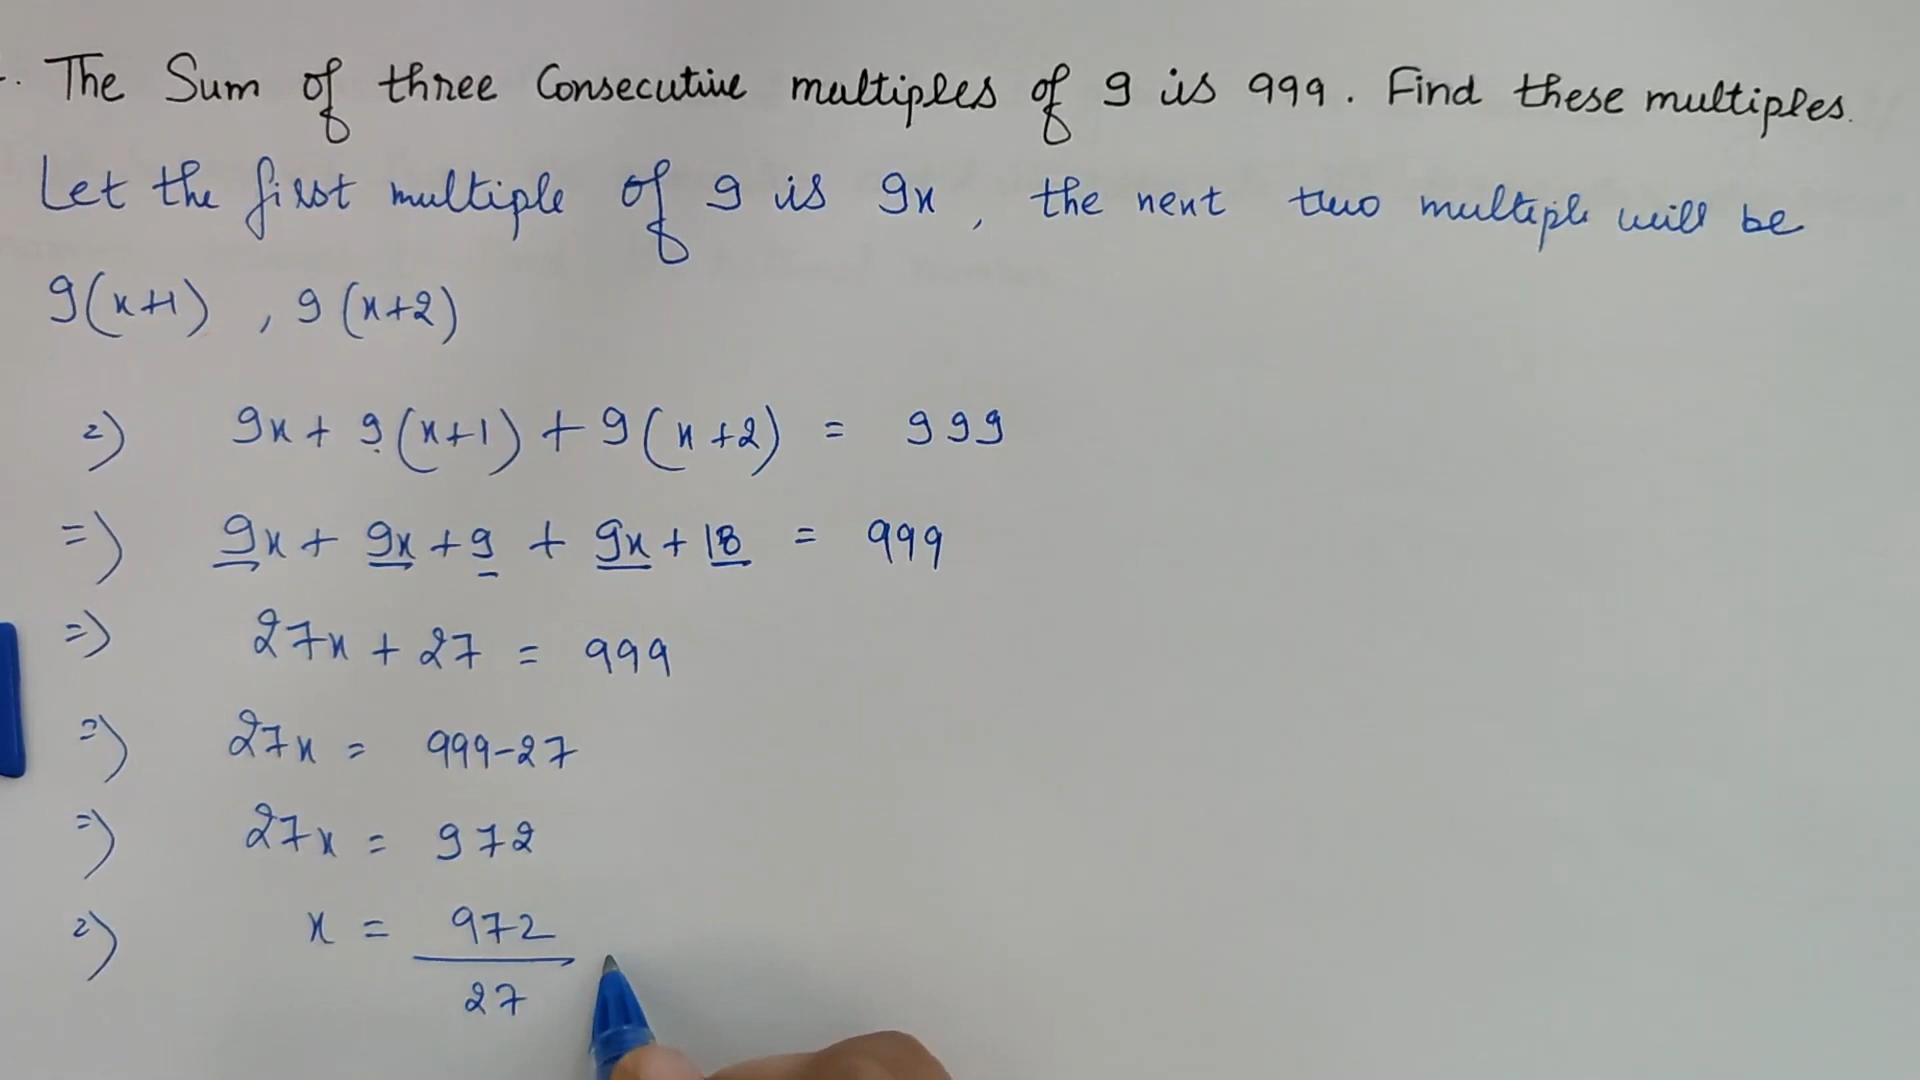 . The Sum of three Consecutive multiples of 9 is 999. Find these multiples.
Let the first multiple of 9 is 9x, the next two multiple will be
9(x+1), 9(x+2)
=) 9x + 9(x+1) + 9(x+2) = 999
=) 9x + 9x + 9 + 9x + 18 = 999
=) 27x + 27 = 999
=) 27x = 999-27
=) 27x = 972
=) x = 972
27